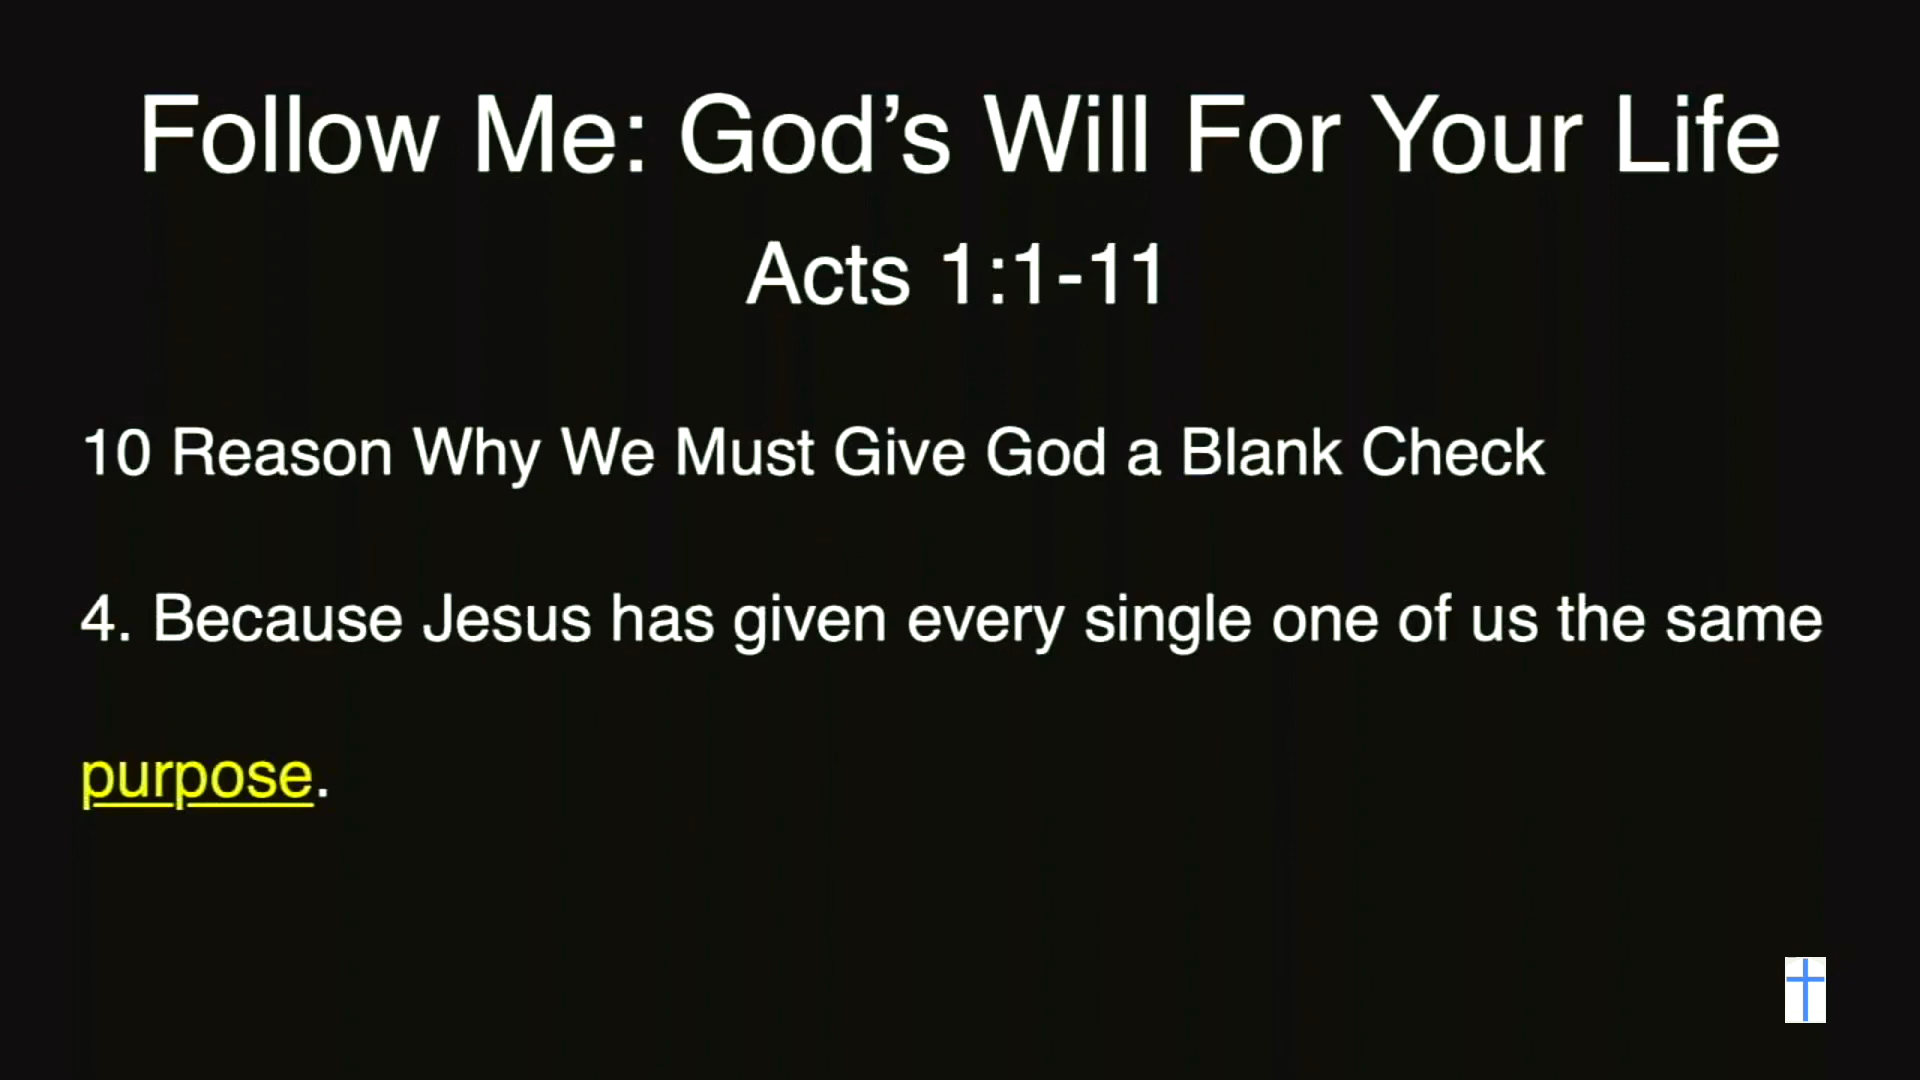 Follow Me: God’s Will For Your Life
Acts 1:1-11
10 Reason Why We Must Give God a Blank Check
4. Because Jesus has given every single one of us the same
purpose.